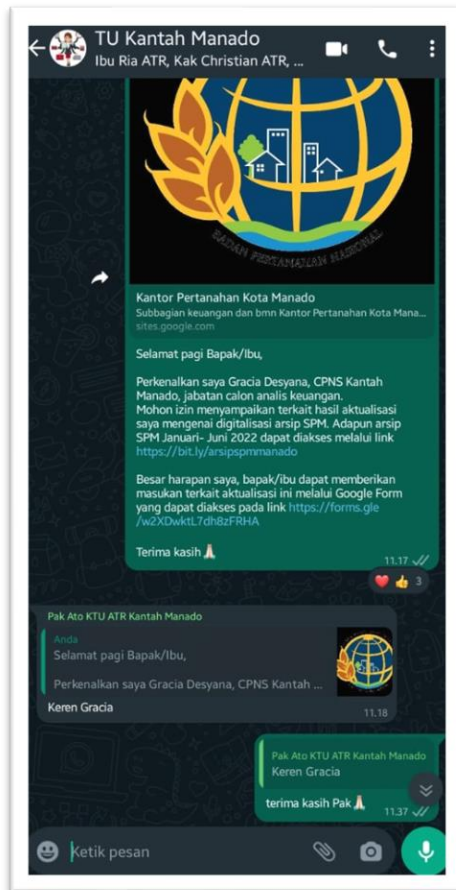 TU Kantah Manado
Ibu Ria ATR, Kak Christian ATR, ...
BADAN PERTANAHAN NASIONAL
Kantor Pertanahan Kota Manado
Subbagian keuangan dan bmn Kantor Pertanahan Kota Mana...
sites.google.com
Selamat pagi Bapak/Ibu,
Perkenalkan saya Gracia Desyana, CPNS Kantah
Manado, jabatan calon analis keuangan.
Mohon izin menyampaikan terkait hasil aktualisasi
saya mengenai digitalisasi arsip SPM. Adapun arsip
SPM Januari- Juni 2022 dapat diakses melalui link
https://bit.ly/arsipspmmanado
Besar harapan saya, bapak/ibu dapat memberikan
masukan terkait aktualisasi ini melalui Google Form
yang dapat diakses pada link https://forms.gle
/w2XDwktL7dh8zFRHA
Terima kasih🙏🏻
11.17
❤️👍 3
Pak Ato KTU ATR Kantah Manado
Anda
Selamat pagi Bapak/Ibu,
Perkenalkan saya Gracia Desyana, CPNS Kantah ...
Keren Gracia
11.18
Pak Ato KTU ATR Kantah Manado
Keren Gracia
terima kasih Pak🙏🏻
11.37
Ketik pesan